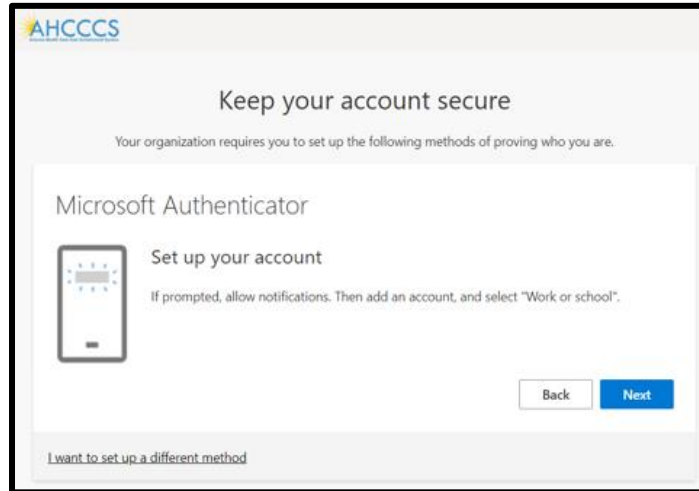 AHCCCS
Keep your account secure
Your organization requires you to set up the following methods of proving who you are.
Microsoft Authenticator
Set up your account
If prompted, allow notifications. Then add an account, and select "Work or school".
Back Next
I want to set up a different method